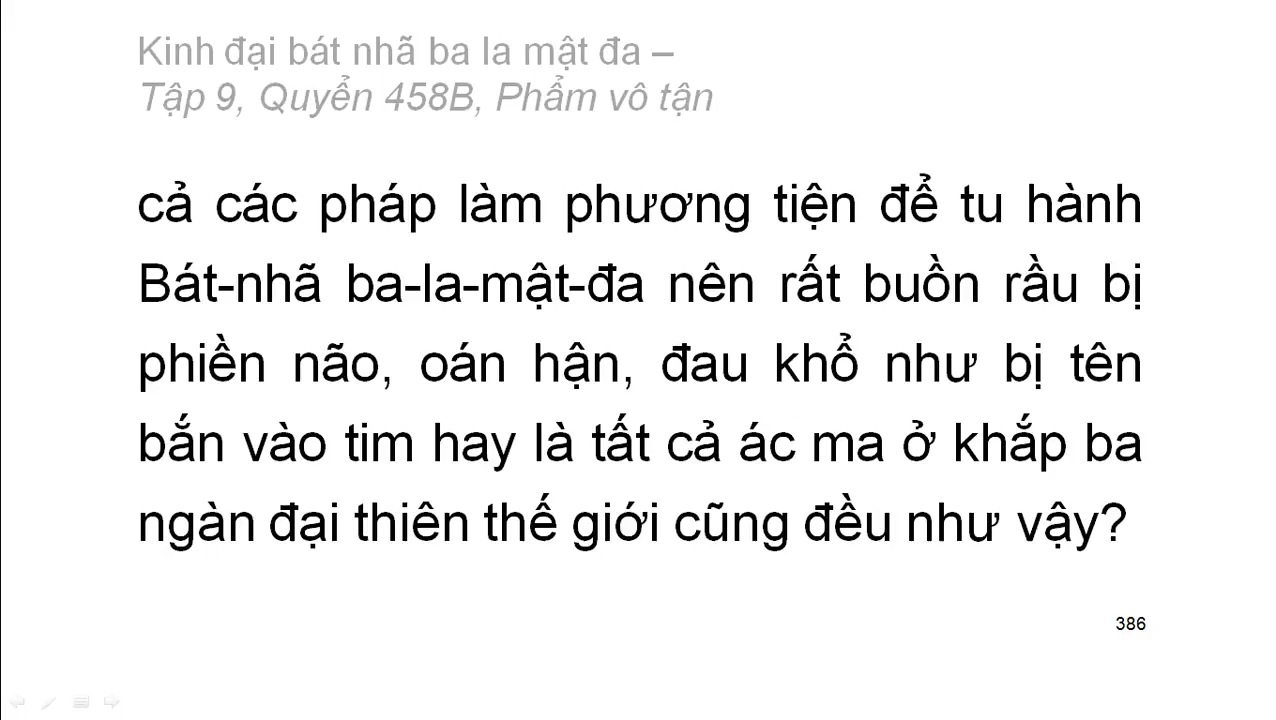 Kinh đại bát nhã ba la mật đa –
Tập 9, Quyển 458B, Phẩm vô tận
cả các pháp làm phương tiện để tu hành
Bát-nhã ba-la-mật-đa nên rất buồn rầu bị
phiền não, oán hận, đau khổ như bị tên
bắn vào tim hay là tất cả ác ma ở khắp ba
ngàn đại thiên thế giới cũng đều như vậy?
386